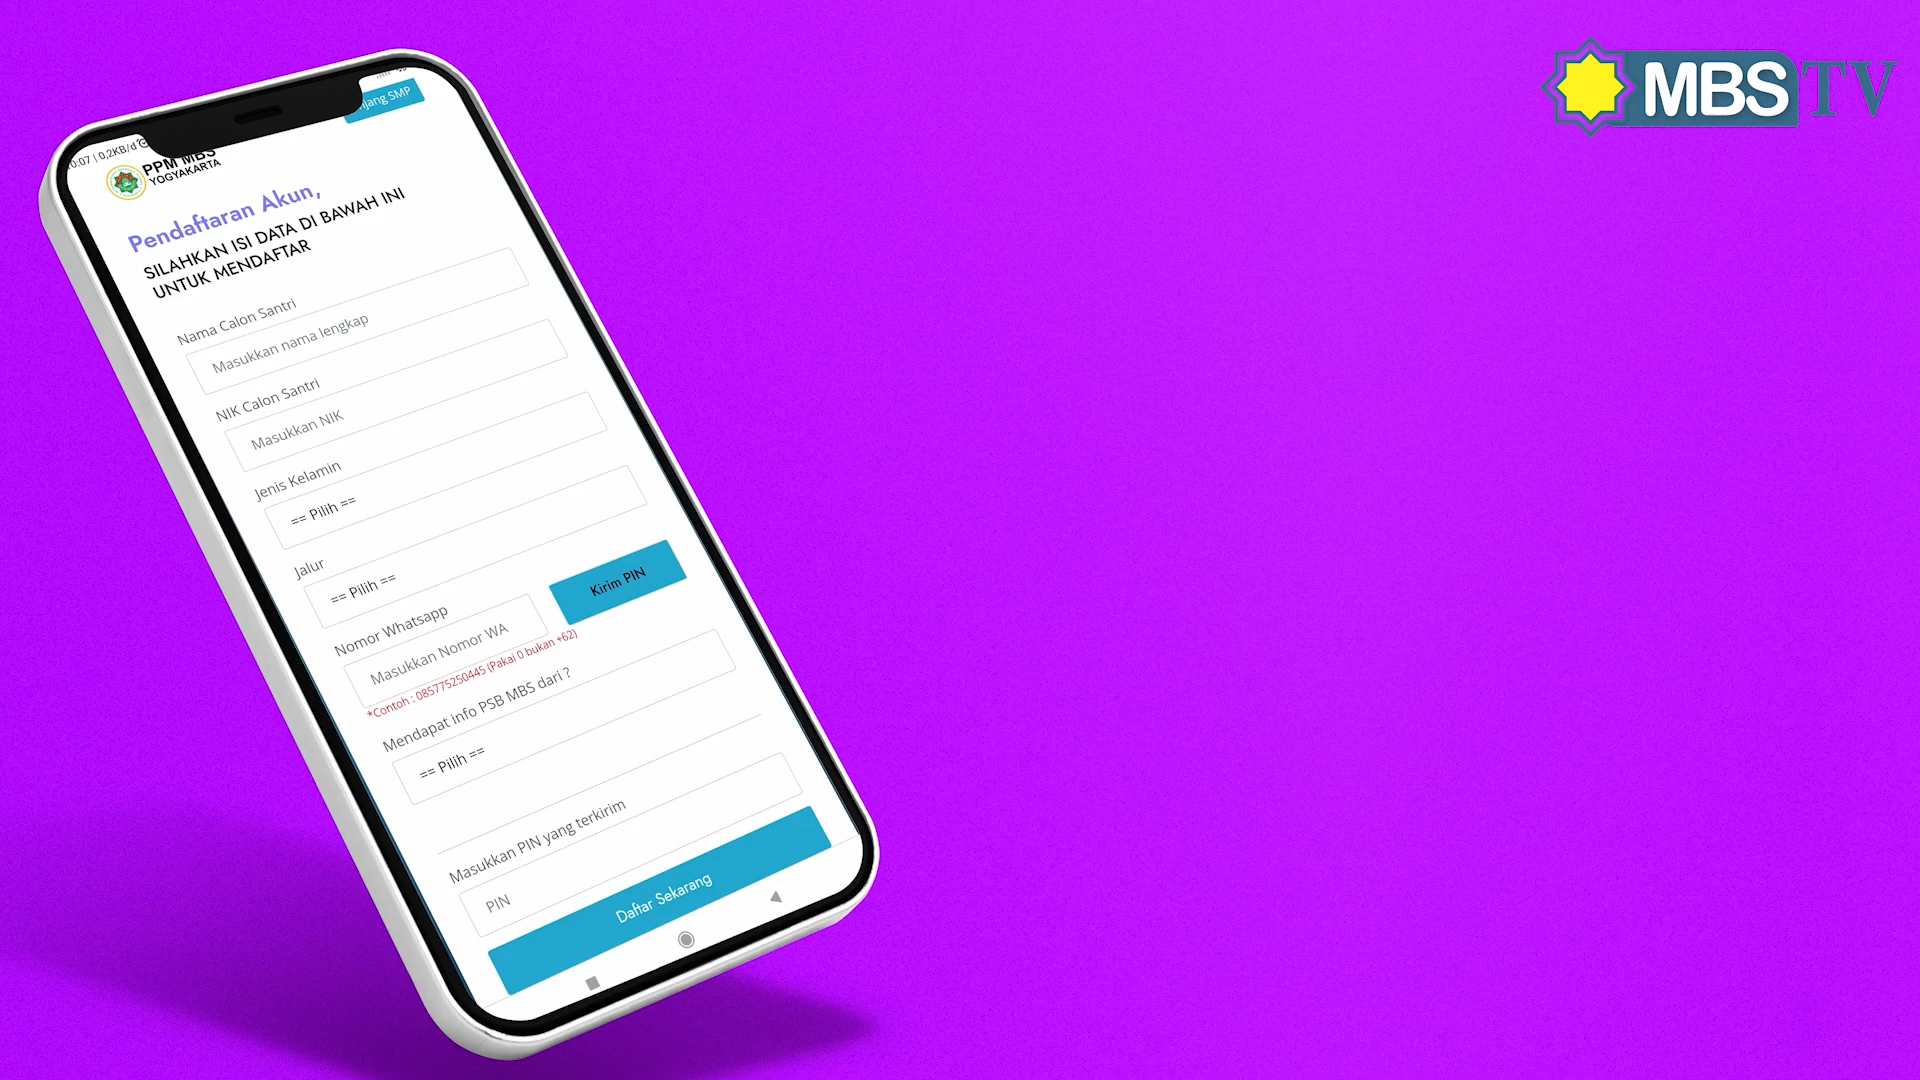 MBS TV
0:07 | 0,2KB/d
jang SMP
PPM MBS
YOGYAKARTA
Pendaftaran Akun,
SILAHKAN ISI DATA DI BAWAH INI
UNTUK MENDAFTAR
Nama Calon Santri
Masukkan nama lengkap
NIK Calon Santri
Masukkan NIK
Jenis Kelamin
== Pilih ==
Jalur
== Pilih ==
Nomor Whatsapp
Masukkan Nomor WA
Kirim PIN
*Contoh : 085775250445 (Pakai 0 bukan +62)
Mendapat info PSB MBS dari ?
== Pilih ==
Masukkan PIN yang terkirim
PIN
Daftar Sekarang